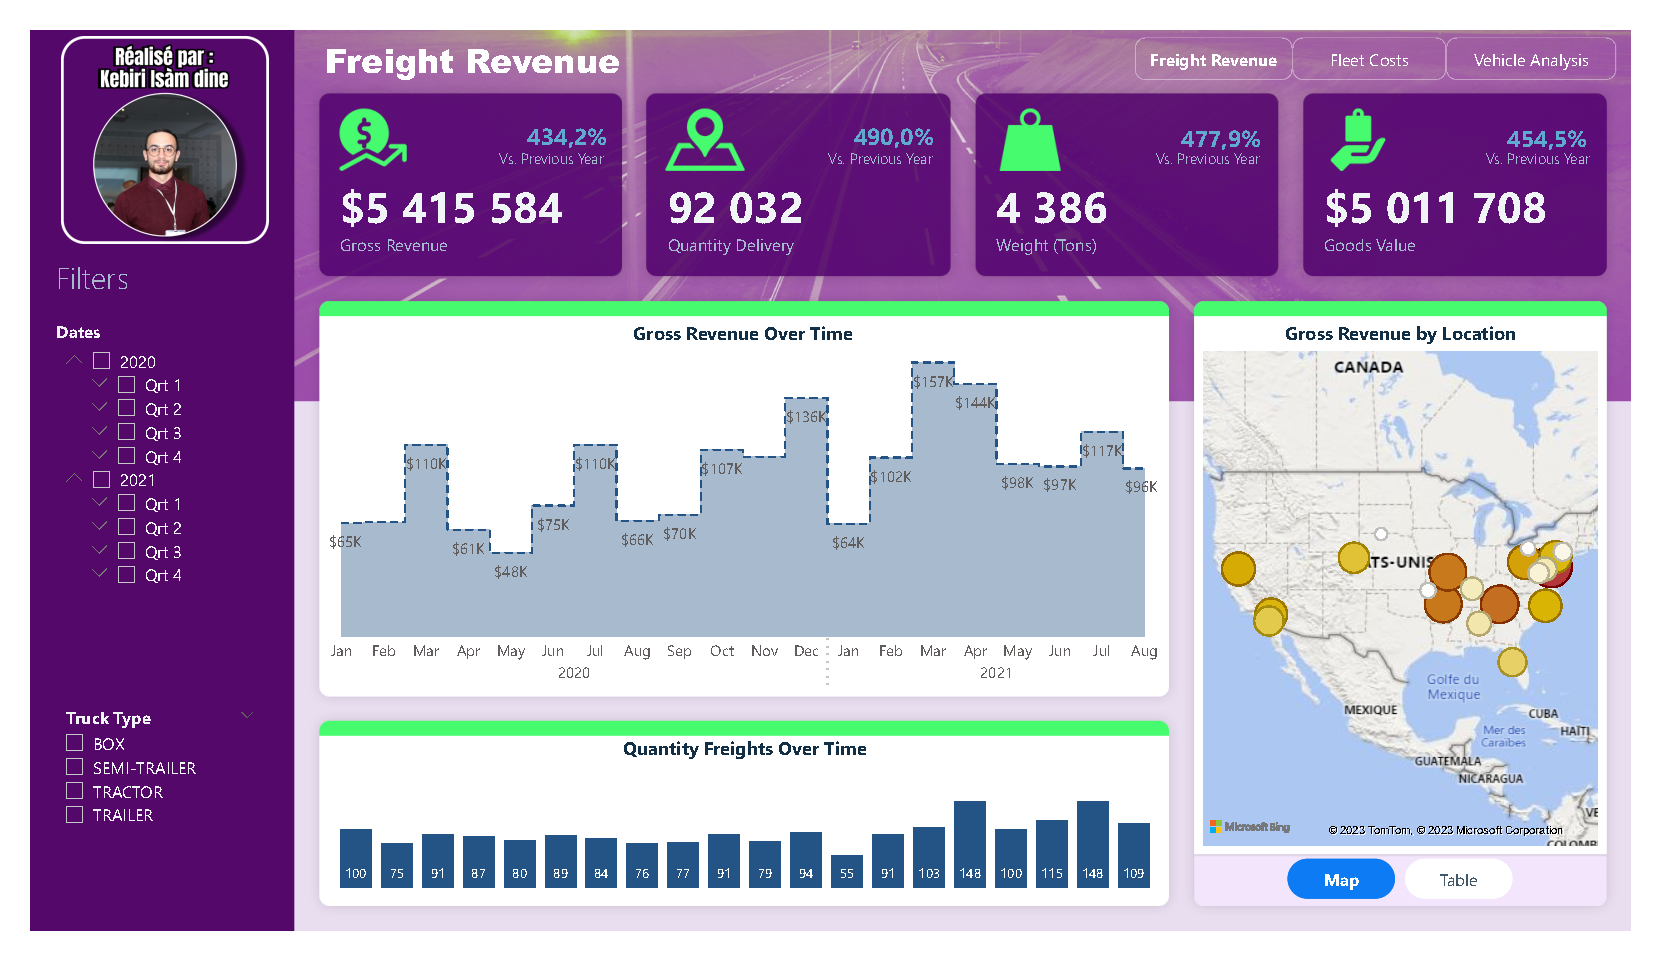 Réalisé par :
Kebiri Isàm dine
Filters
Dates
2020
Qrt 1
Qrt 2
Qrt 3
Qrt 4
2021
Qrt 1
Qrt 2
Qrt 3
Qrt 4
Truck Type
BOX
SEMI-TRAILER
TRACTOR
TRAILER
Freight Revenue
Freight Revenue Fleet Costs Vehicle Analysis
434,2%
Vs. Previous Year
$5 415 584
Gross Revenue
490,0%
Vs. Previous Year
92 032
Quantity Delivery
477,9%
Vs. Previous Year
4 386
Weight (Tons)
454,5%
Vs. Previous Year
$5 011 708
Goods Value
Gross Revenue Over Time
$65K $110K $61K $48K $75K $110K $66K $70K $107K $136K $64K $102K $157K $144K $98K $97K $117K $96K
Jan Feb Mar Apr May Jun Jul Aug Sep Oct Nov Dec Jan Feb Mar Apr May Jun Jul Aug
2020 2021
Quantity Freights Over Time
100 75 91 87 80 89 84 76 77 91 79 94 55 91 103 148 100 115 148 109
Gross Revenue by Location
CANADA
ATS-UNIS
Golfe du
Mexique
MEXIQUE
CUBA
HAÏTI
Mer des
Caraïbes
GUATEMALA
NICARAGUA
VE
COLOMB
Microsoft Bing
© 2023 TomTom, © 2023 Microsoft Corporation
Map Table